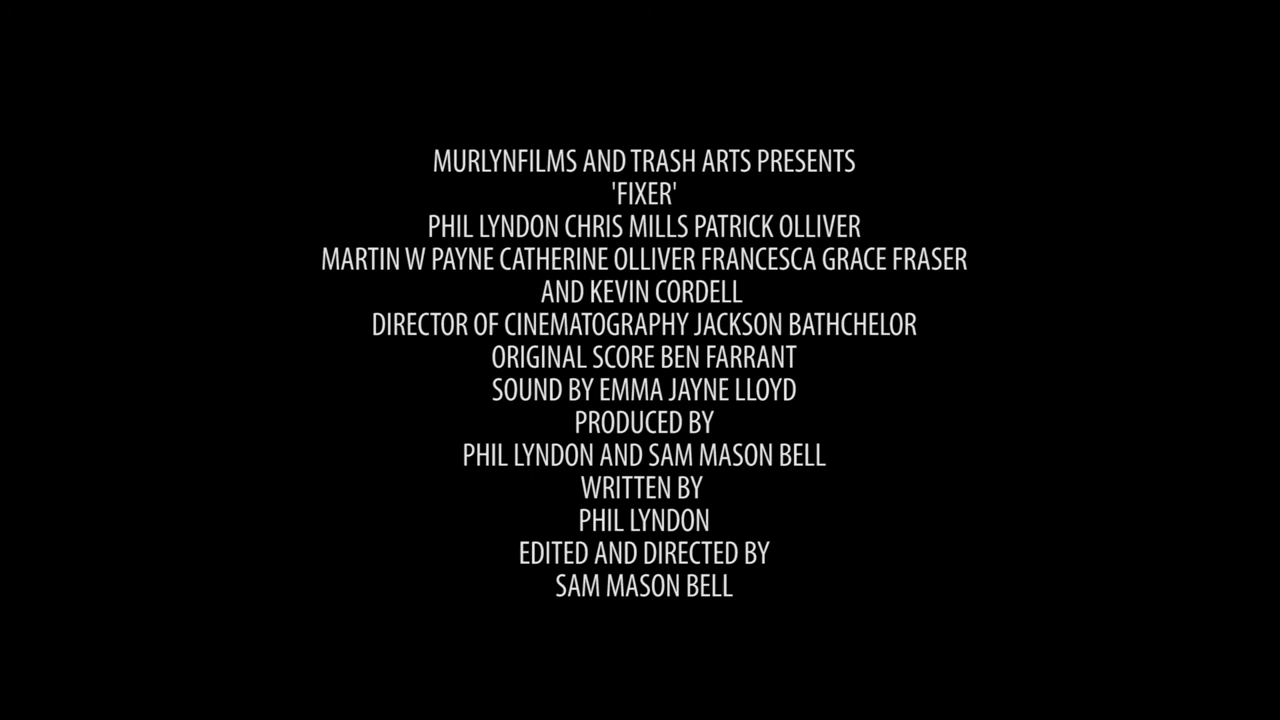 MURLYNFILMS AND TRASH ARTS PRESENTS
'FIXER'
PHIL LYNDON CHRIS MILLS PATRICK OLLIVER
MARTIN W PAYNE CATHERINE OLLIVER FRANCESCA GRACE FRASER
AND KEVIN CORDELL
DIRECTOR OF CINEMATOGRAPHY JACKSON BATHCHELOR
ORIGINAL SCORE BEN FARRANT
SOUND BY EMMA JAYNE LLOYD
PRODUCED BY
PHIL LYNDON AND SAM MASON BELL
WRITTEN BY
PHIL LYNDON
EDITED AND DIRECTED BY
SAM MASON BELL